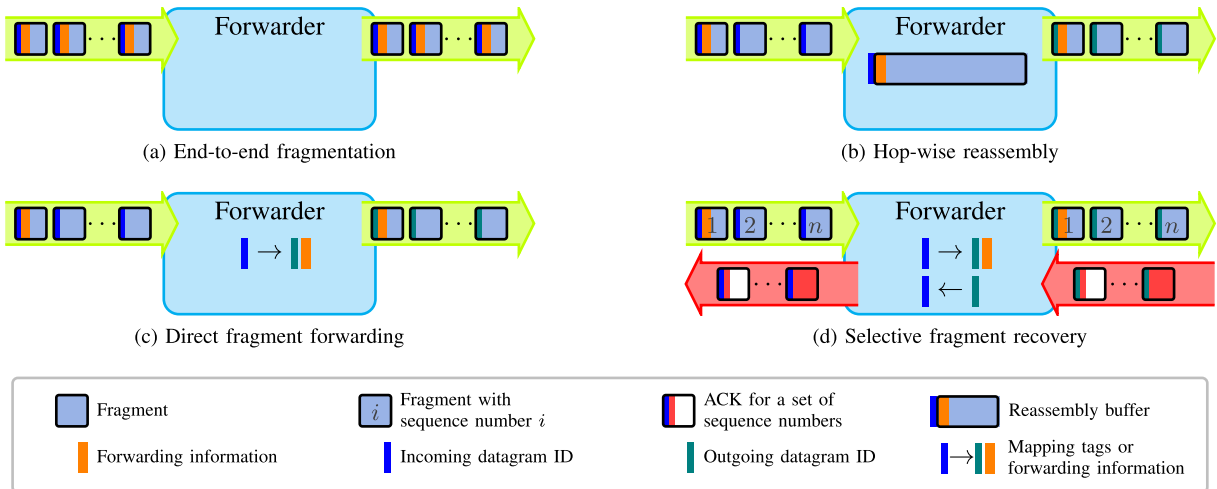 Forwarder
. . .
. . .
(a) End-to-end fragmentation
Forwarder
. . .
. . .
(b) Hop-wise reassembly
Forwarder
. . .
→
. . .
(c) Direct fragment forwarding
Forwarder
1 2 . . . n
→
1 2 . . . n
. . .
←
. . .
(d) Selective fragment recovery
Fragment
i
Fragment with
sequence number i
ACK for a set of
sequence numbers
Reassembly buffer
Forwarding information
Incoming datagram ID
Outgoing datagram ID
→
Mapping tags or
forwarding information